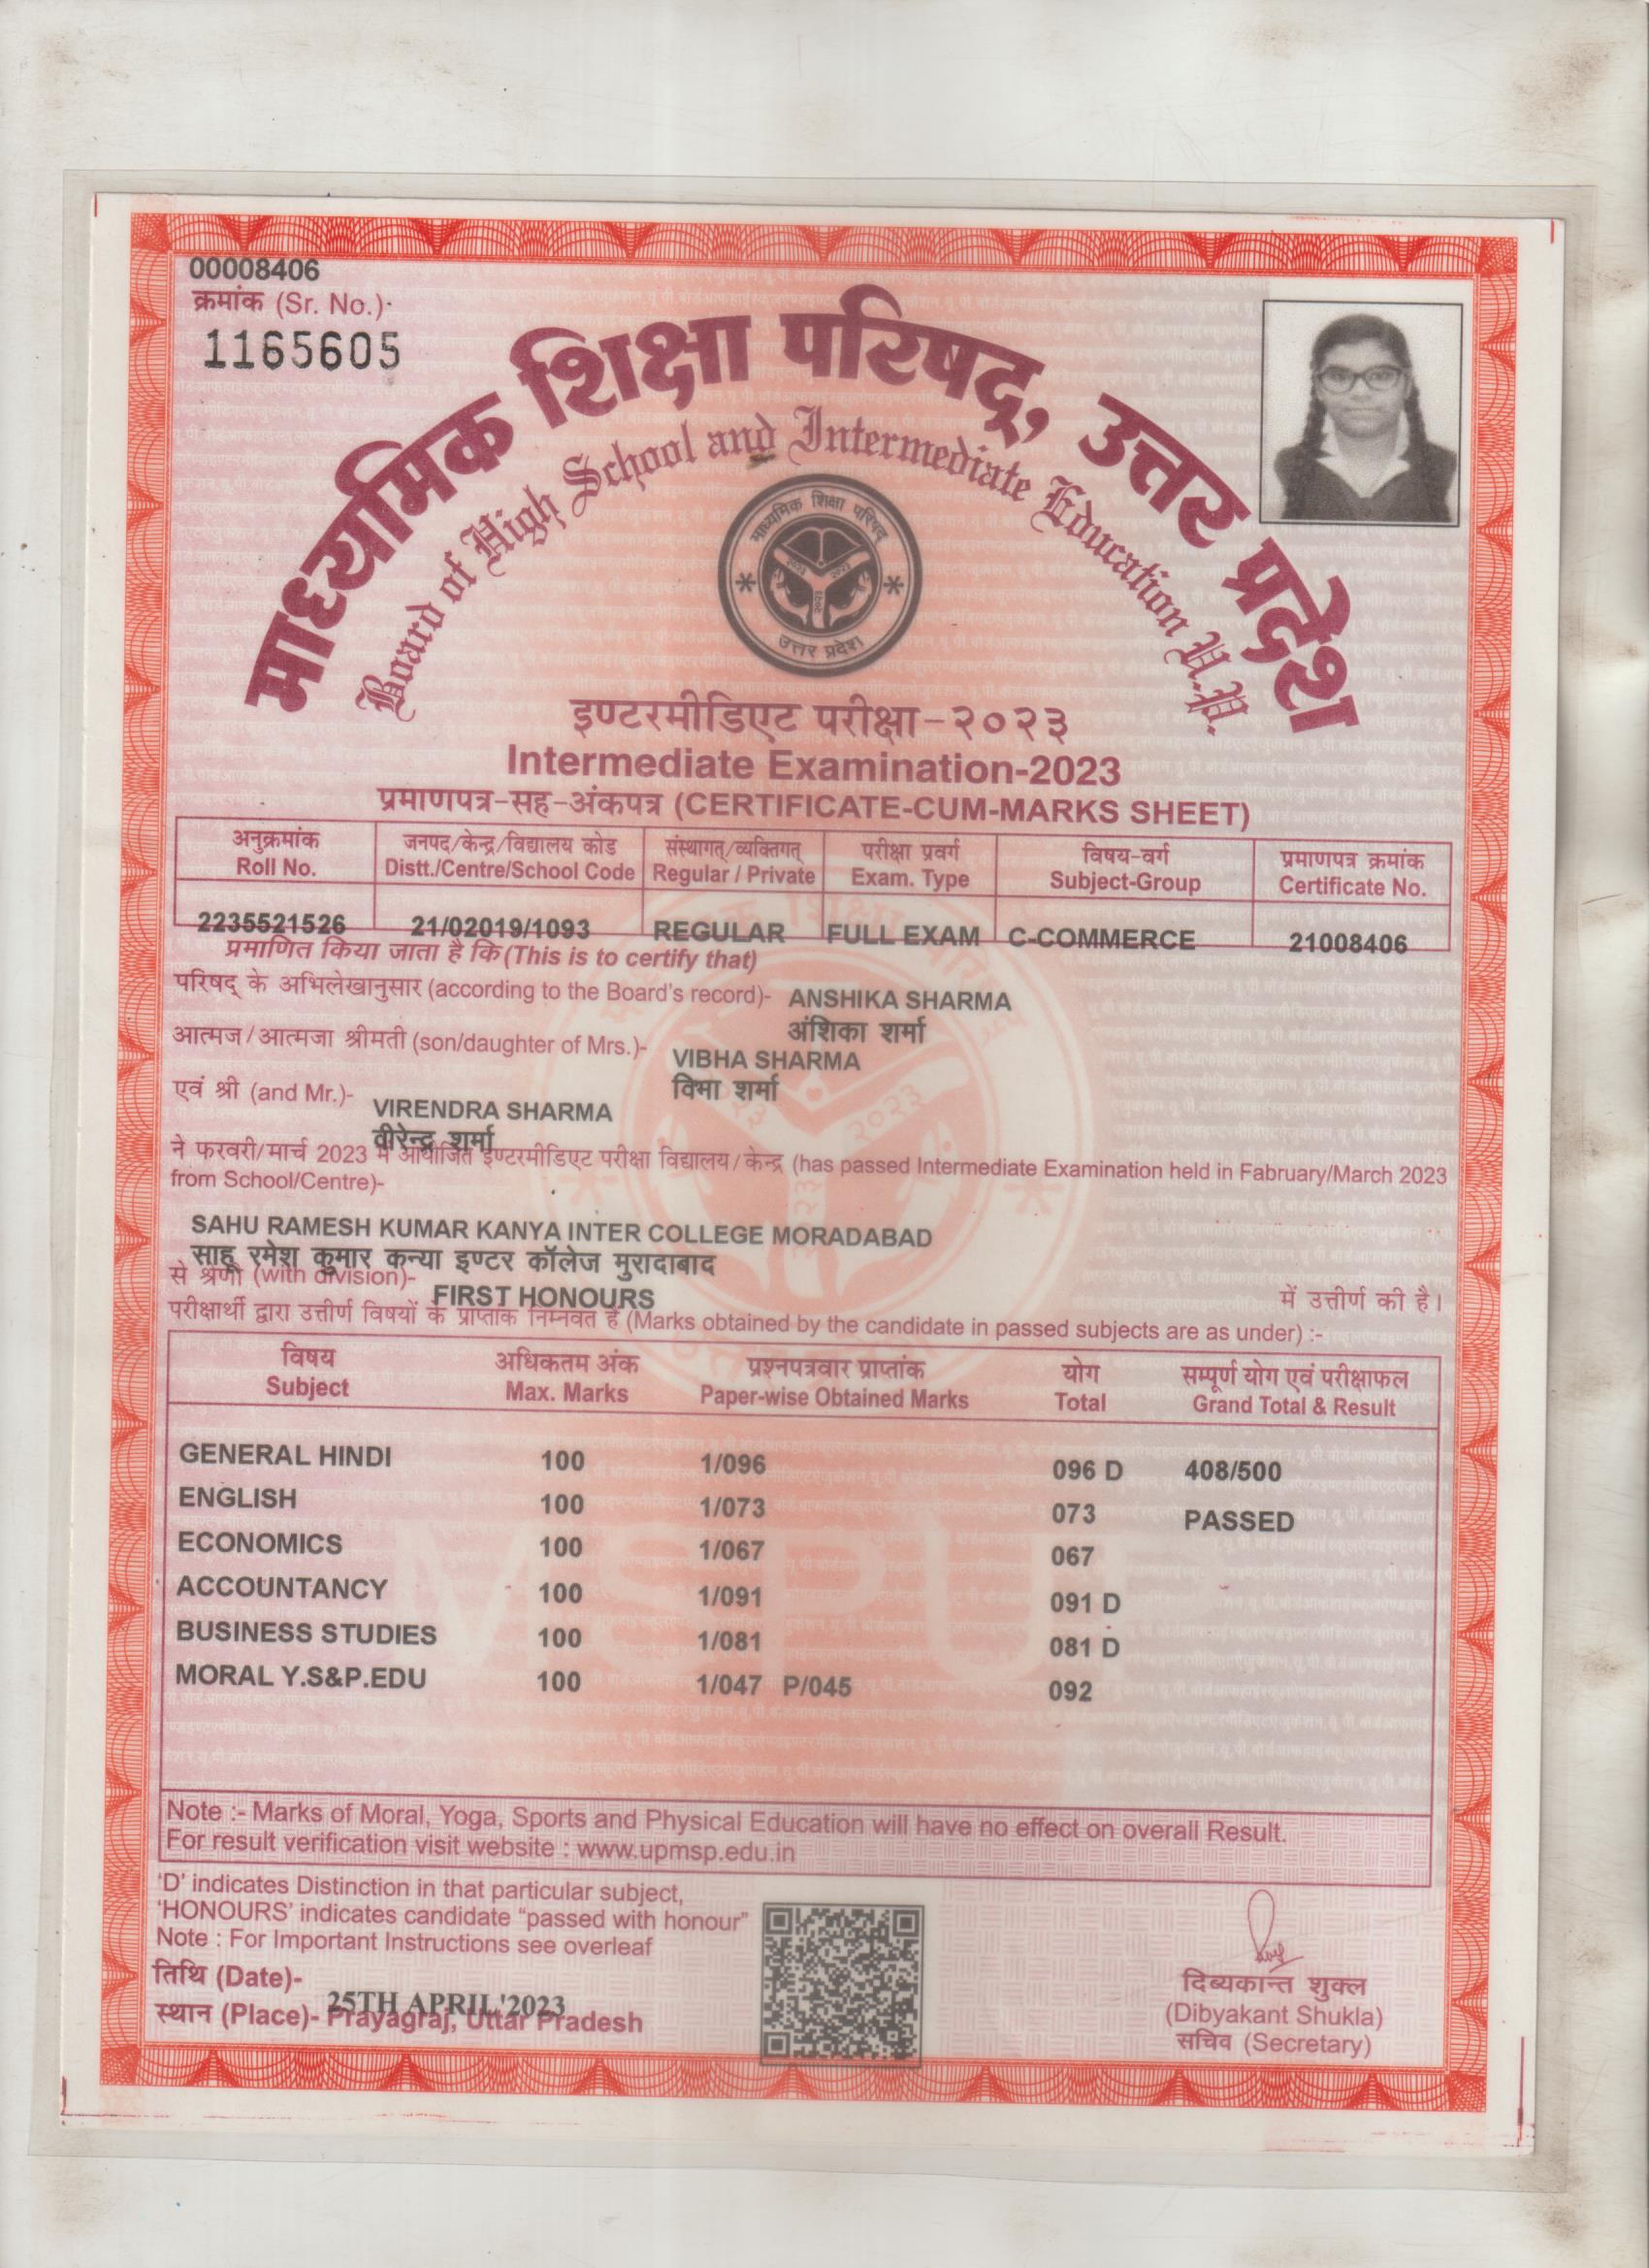 00008406
क्रमांक (Sr. No.)-
1165605
माध्यमिक शिक्षा परिषद्, उत्तर प्रदेश
Board of High School and Intermediate Education U.P.
माध्यमिक शिक्षा परिषद
उत्तर प्रदेश
इण्टरमीडिएट परीक्षा-२०२३
Intermediate Examination-2023
प्रमाणपत्र-सह-अंकपत्र (CERTIFICATE-CUM-MARKS SHEET)
अनुक्रमांक जनपद/केन्द्र/विद्यालय कोड संस्थागत्/व्यक्तिगत् परीक्षा प्रवर्ग विषय-वर्ग प्रमाणपत्र क्रमांक
Roll No. Distt./Centre/School Code Regular / Private Exam. Type Subject-Group Certificate No.
2235521526 21/02019/1093 REGULAR FULL EXAM C-COMMERCE 21008406
प्रमाणित किया जाता है कि (This is to certify that)
परिषद् के अभिलेखानुसार (according to the Board's record)- ANSHIKA SHARMA
अंशिका शर्मा
आत्मज/आत्मजा श्रीमती (son/daughter of Mrs.)- VIBHA SHARMA
विमा शर्मा
एवं श्री (and Mr.)- VIRENDRA SHARMA
वीरेन्द्र शर्मा
ने फरवरी/मार्च 2023 में आयोजित इण्टरमीडिएट परीक्षा विद्यालय/केन्द्र (has passed Intermediate Examination held in Fabruary/March 2023
from School/Centre)-
SAHU RAMESH KUMAR KANYA INTER COLLEGE MORADABAD
साहू रमेश कुमार कन्या इण्टर कॉलेज मुरादाबाद
से श्रेणी (with division)- FIRST HONOURS में उत्तीर्ण की है।
परीक्षार्थी द्वारा उत्तीर्ण विषयों के प्राप्तांक निम्नवत हैं (Marks obtained by the candidate in passed subjects are as under) :-
विषय अधिकतम अंक प्रश्नपत्रवार प्राप्तांक योग सम्पूर्ण योग एवं परीक्षाफल
Subject Max. Marks Paper-wise Obtained Marks Total Grand Total & Result
GENERAL HINDI 100 1/096 096 D 408/500
ENGLISH 100 1/073 073 PASSED
ECONOMICS 100 1/067 067
ACCOUNTANCY 100 1/091 091 D
BUSINESS STUDIES 100 1/081 081 D
MORAL Y.S&P.EDU 100 1/047 P/045 092
Note :- Marks of Moral, Yoga, Sports and Physical Education will have no effect on overall Result.
For result verification visit website : www.upmsp.edu.in
'D' indicates Distinction in that particular subject,
'HONOURS' indicates candidate "passed with honour"
Note : For Important Instructions see overleaf
तिथि (Date)- 25TH APRIL'2023
स्थान (Place)- Prayagraj, Uttar Pradesh
दिब्यकान्त शुक्ल
(Dibyakant Shukla)
सचिव (Secretary)